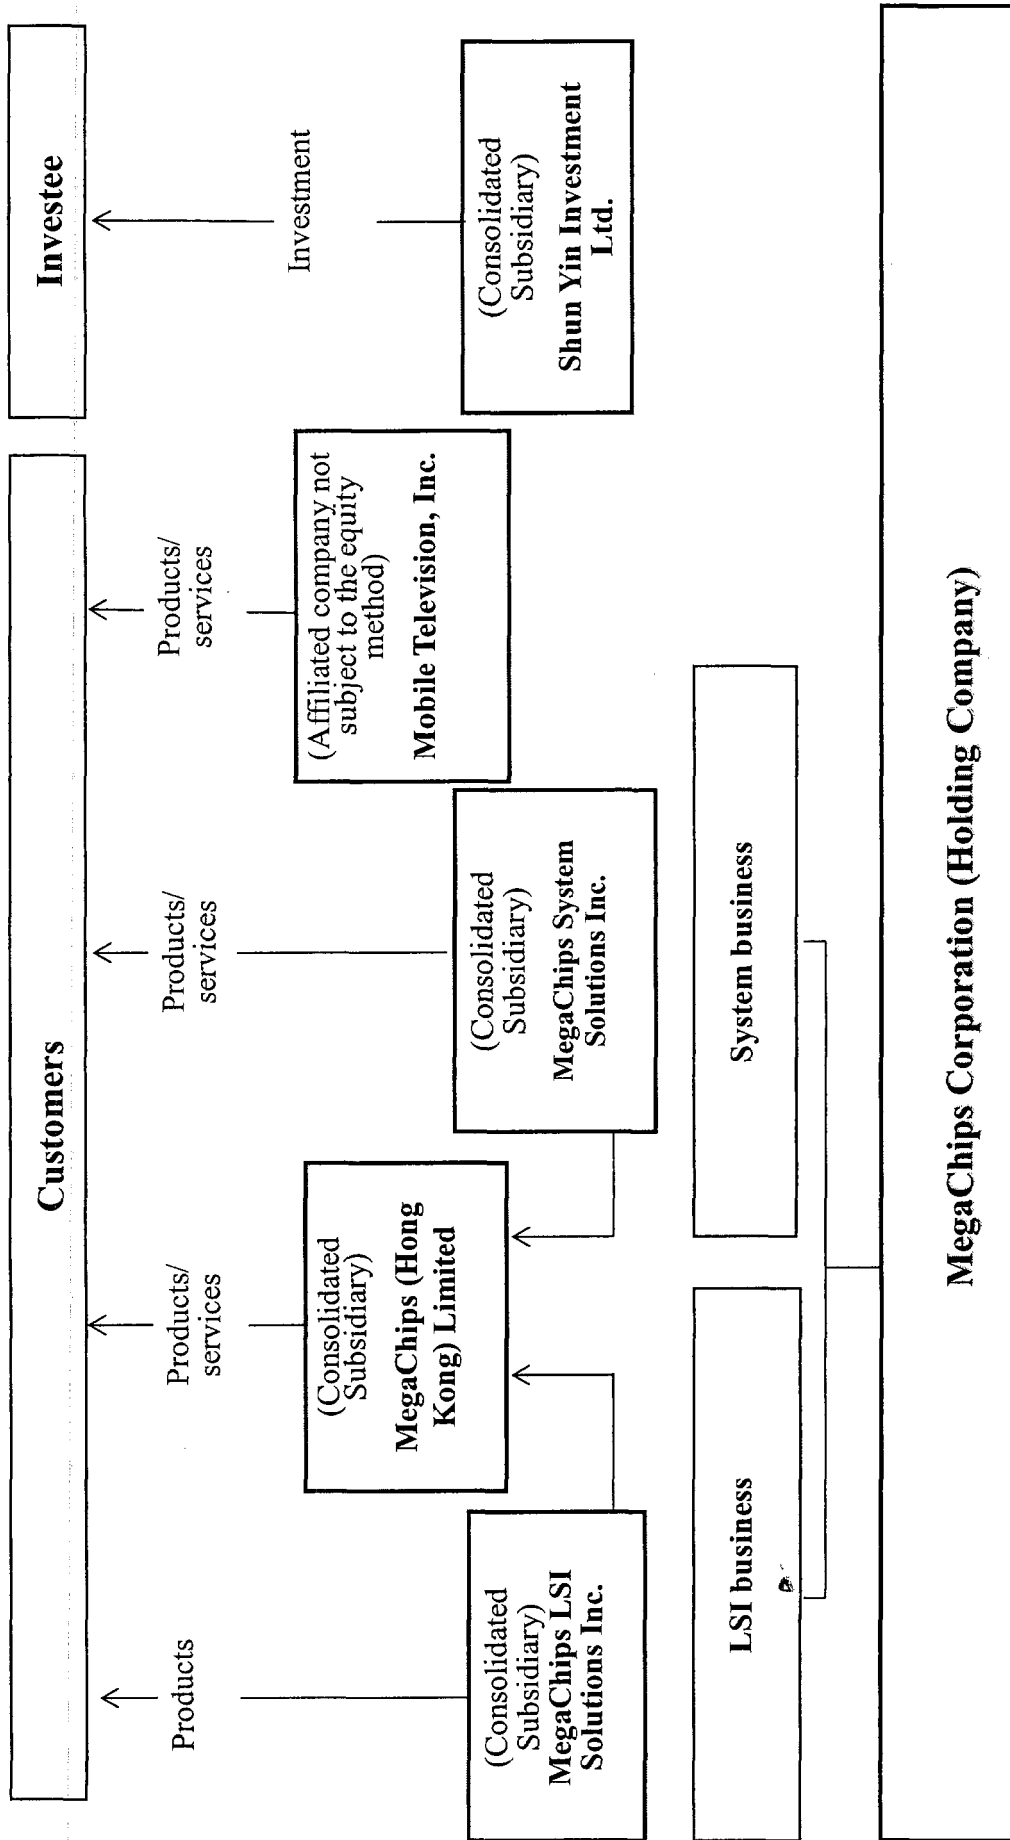 Customers
Investee
Products
Products/
services
Products/
services
Products/
services
Investment
(Consolidated
Subsidiary)
MegaChips LSI
Solutions Inc.
(Consolidated
Subsidiary)
MegaChips (Hong
Kong) Limited
(Consolidated
Subsidiary)
MegaChips System
Solutions Inc.
(Affiliated company not
subject to the equity
method)
Mobile Television, Inc.
(Consolidated
Subsidiary)
Shun Yin Investment
Ltd.
LSI business
System business
MegaChips Corporation (Holding Company)